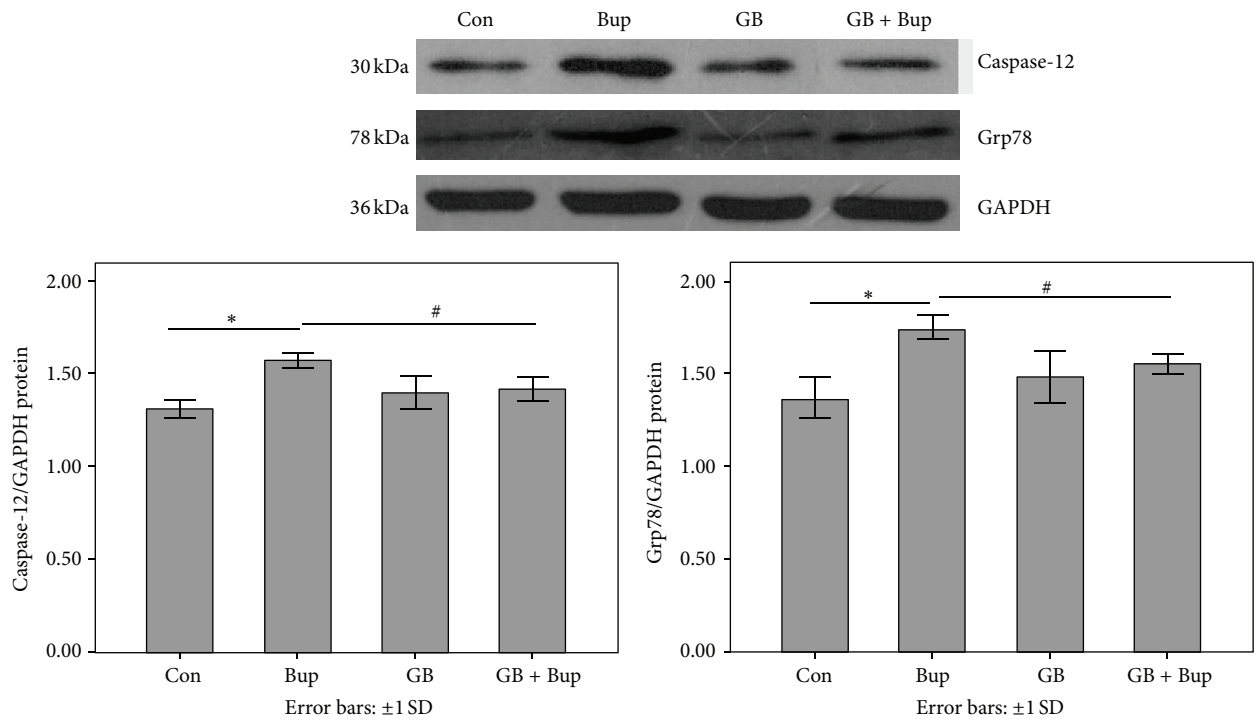 Con Bup GB GB + Bup
30 kDa Caspase-12
78 kDa Grp78
36 kDa GAPDH
Caspase-12/GAPDH protein
2.00
1.50
1.00
0.50
0.00
* #
Con Bup GB GB + Bup
Error bars: ±1 SD
Grp78/GAPDH protein
2.00
1.50
1.00
0.50
0.00
* #
Con Bup GB GB + Bup
Error bars: ±1 SD